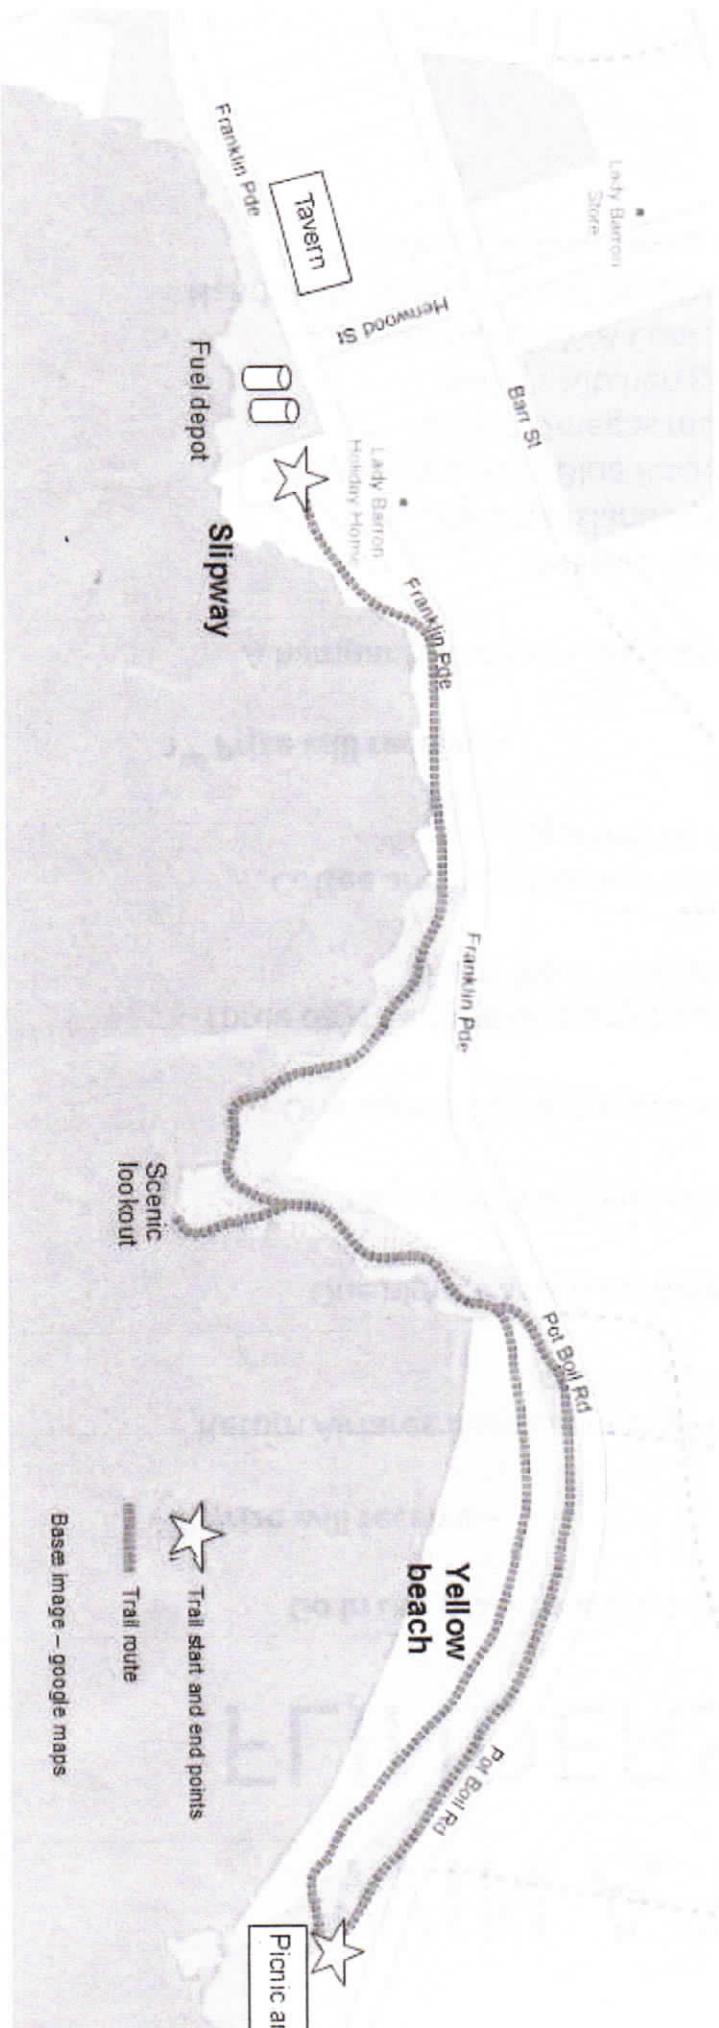 Lady Barron
Store
Franklin Pde
Tavern
Henwood St
Barr St
Fuel depot
Lady Barron
Holiday Home
Slipway
Franklin Pde
Franklin Pde
Scenic
lookout
Pot Boil Rd
Yellow
beach
Pot Boil Rd
Picnic
Trail start and end points
Trail route
Base image – google maps